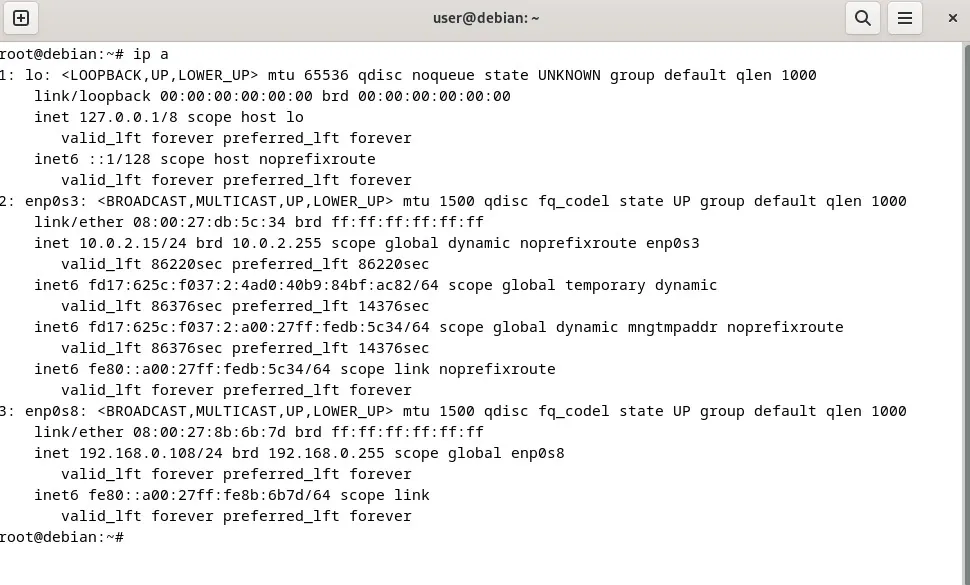 user@debian: ~
root@debian:~# ip a
1: lo: <LOOPBACK,UP,LOWER_UP> mtu 65536 qdisc noqueue state UNKNOWN group default qlen 1000
    link/loopback 00:00:00:00:00:00 brd 00:00:00:00:00:00
    inet 127.0.0.1/8 scope host lo
       valid_lft forever preferred_lft forever
    inet6 ::1/128 scope host noprefixroute
       valid_lft forever preferred_lft forever
2: enp0s3: <BROADCAST,MULTICAST,UP,LOWER_UP> mtu 1500 qdisc fq_codel state UP group default qlen 1000
    link/ether 08:00:27:db:5c:34 brd ff:ff:ff:ff:ff:ff
    inet 10.0.2.15/24 brd 10.0.2.255 scope global dynamic noprefixroute enp0s3
       valid_lft 86220sec preferred_lft 86220sec
    inet6 fd17:625c:f037:2:4ad0:40b9:84bf:ac82/64 scope global temporary dynamic
       valid_lft 86376sec preferred_lft 14376sec
    inet6 fd17:625c:f037:2:a00:27ff:fedb:5c34/64 scope global dynamic mngtmpaddr noprefixroute
       valid_lft 86376sec preferred_lft 14376sec
    inet6 fe80::a00:27ff:fedb:5c34/64 scope link noprefixroute
       valid_lft forever preferred_lft forever
3: enp0s8: <BROADCAST,MULTICAST,UP,LOWER_UP> mtu 1500 qdisc fq_codel state UP group default qlen 1000
    link/ether 08:00:27:8b:6b:7d brd ff:ff:ff:ff:ff:ff
    inet 192.168.0.108/24 brd 192.168.0.255 scope global enp0s8
       valid_lft forever preferred_lft forever
    inet6 fe80::a00:27ff:fe8b:6b7d/64 scope link
       valid_lft forever preferred_lft forever
root@debian:~#